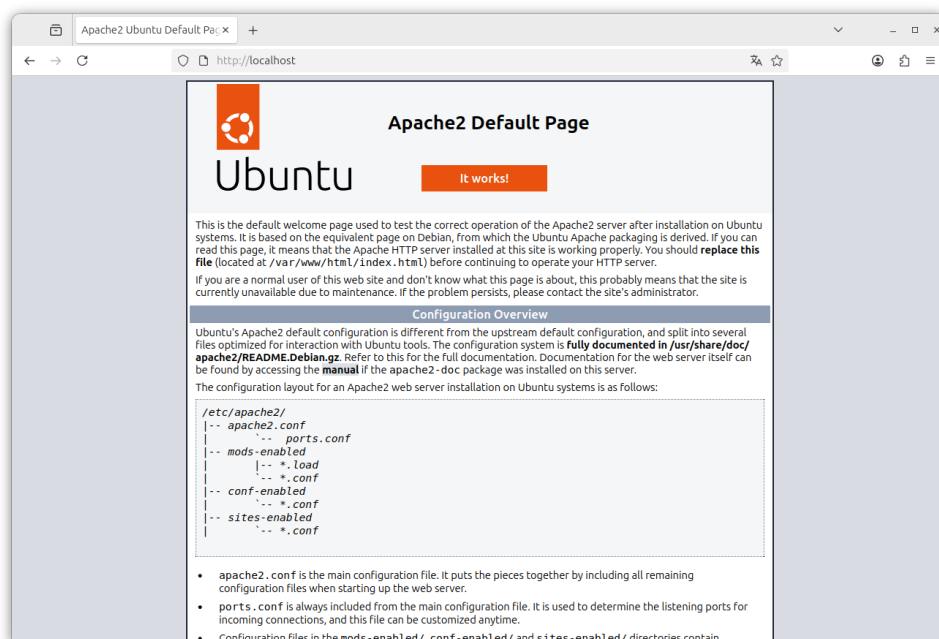 Apache2 Ubuntu Default Pag
http://localhost
Apache2 Default Page
Ubuntu
It works!
This is the default welcome page used to test the correct operation of the Apache2 server after installation on Ubuntu
systems. It is based on the equivalent page on Debian, from which the Ubuntu Apache packaging is derived. If you can
read this page, it means that the Apache HTTP server installed at this site is working properly. You should replace this
file (located at /var/www/html/index.html) before continuing to operate your HTTP server.
If you are a normal user of this web site and don't know what this page is about, this probably means that the site is
currently unavailable due to maintenance. If the problem persists, please contact the site's administrator.
Configuration Overview
Ubuntu's Apache2 default configuration is different from the upstream default configuration, and split into several
files optimized for interaction with Ubuntu tools. The configuration system is fully documented in /usr/share/doc/
apache2/README.Debian.gz. Refer to this for the full documentation. Documentation for the web server itself can
be found by accessing the manual if the apache2-doc package was installed on this server.
The configuration layout for an Apache2 web server installation on Ubuntu systems is as follows:
/etc/apache2/
|-- apache2.conf
|       `--  ports.conf
|-- mods-enabled
|       |-- *.load
|       `-- *.conf
|-- conf-enabled
|       `-- *.conf
|-- sites-enabled
|       `-- *.conf
• apache2.conf is the main configuration file. It puts the pieces together by including all remaining
configuration files when starting up the web server.
• ports.conf is always included from the main configuration file. It is used to determine the listening ports for
incoming connections, and this file can be customized anytime.
• Configuration files in the mods-enabled/, conf-enabled/ and sites-enabled/ directories contain